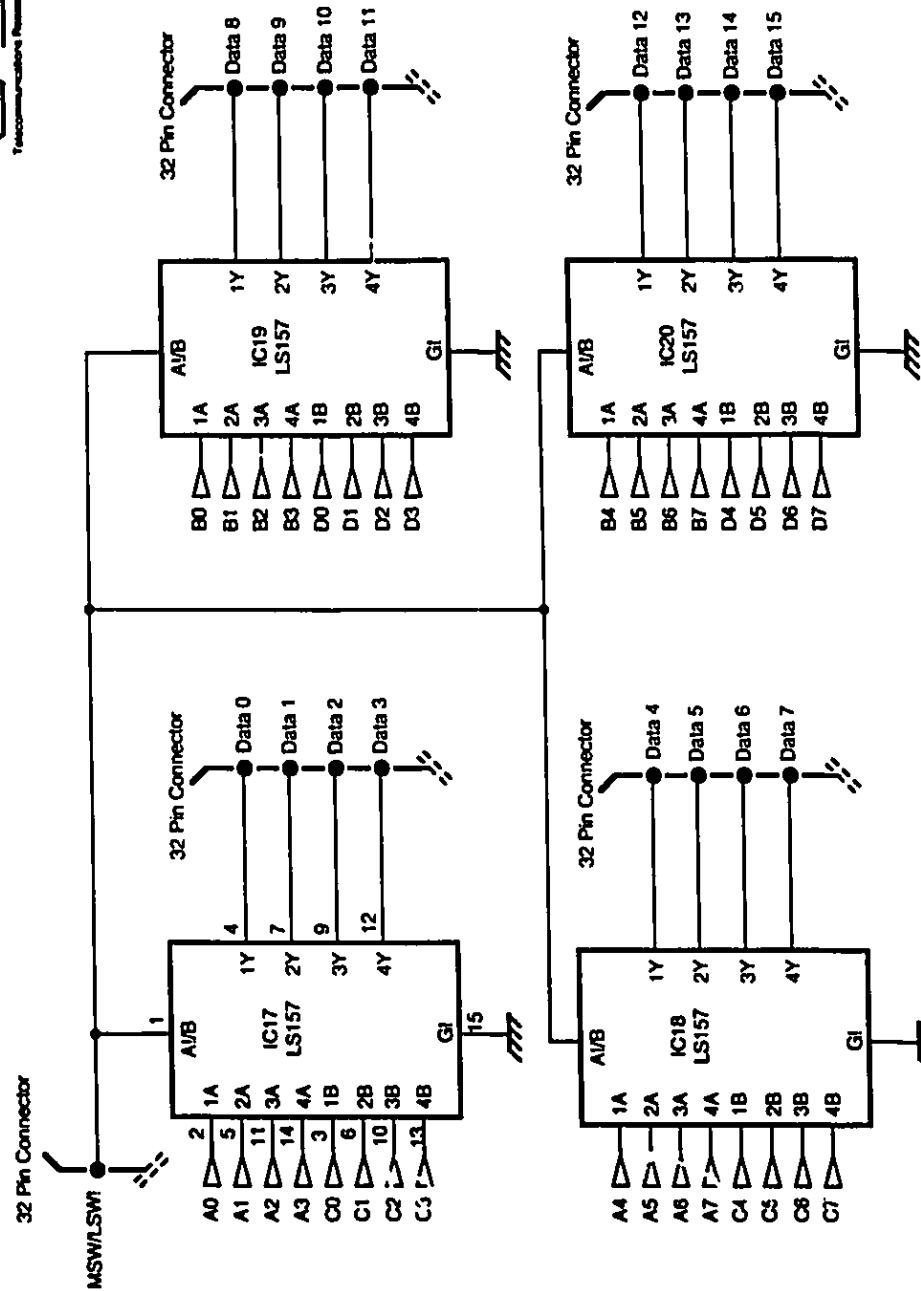 Telecommunications
32 Pin Connector
MSW/LSW!
1
A!/B
IC17
LS157
A0 2 1A
A1 5 2A
A2 11 3A
A3 14 4A
C0 3 1B
C1 6 2B
C2 10 3B
C3 13 4B
1Y 4
2Y 7
3Y 9
4Y 12
G!
15
32 Pin Connector
Data 0
Data 1
Data 2
Data 3
A!/B
IC19
LS157
B0 1A
B1 2A
B2 3A
B3 4A
D0 1B
D1 2B
D2 3B
D3 4B
1Y
2Y
3Y
4Y
G!
32 Pin Connector
Data 8
Data 9
Data 10
Data 11
A!/B
IC18
LS157
A4 1A
A5 2A
A6 3A
A7 4A
C4 1B
C5 2B
C6 3B
C7 4B
1Y
2Y
3Y
4Y
G!
32 Pin Connector
Data 4
Data 5
Data 6
Data 7
A!/B
IC20
LS157
B4 1A
B5 2A
B6 3A
B7 4A
D4 1B
D5 2B
D6 3B
D7 4B
1Y
2Y
3Y
4Y
G!
32 Pin Connector
Data 12
Data 13
Data 14
Data 15